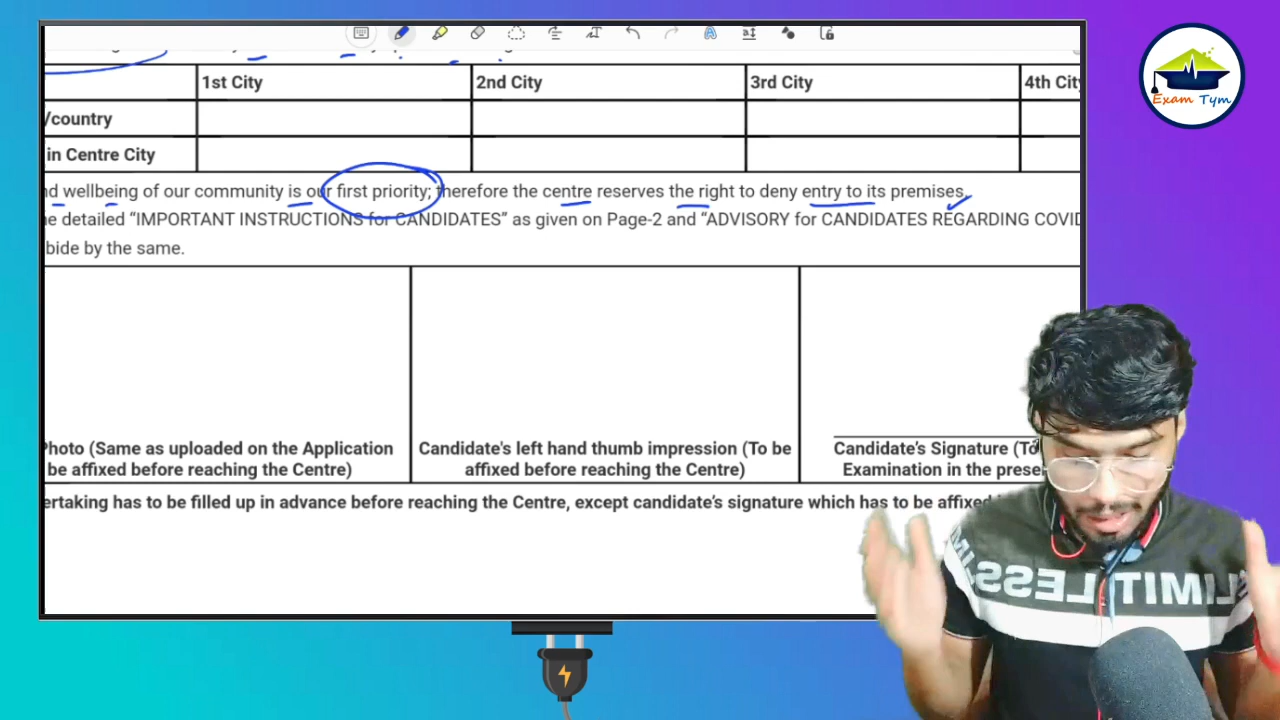 1st City 2nd City 3rd City 4th City
/country
in Centre City
nd wellbeing of our community is our first priority; therefore the centre reserves the right to deny entry to its premises.
e detailed “IMPORTANT INSTRUCTIONS for CANDIDATES” as given on Page-2 and “ADVISORY for CANDIDATES REGARDING COVID
bide by the same.
Photo (Same as uploaded on the Application
be affixed before reaching the Centre)
Candidate's left hand thumb impression (To be
affixed before reaching the Centre)
Candidate’s Signature (To
Examination in the prese
ertaking has to be filled up in advance before reaching the Centre, except candidate’s signature which has to be affixed
Exam Tym
LIMITLESS